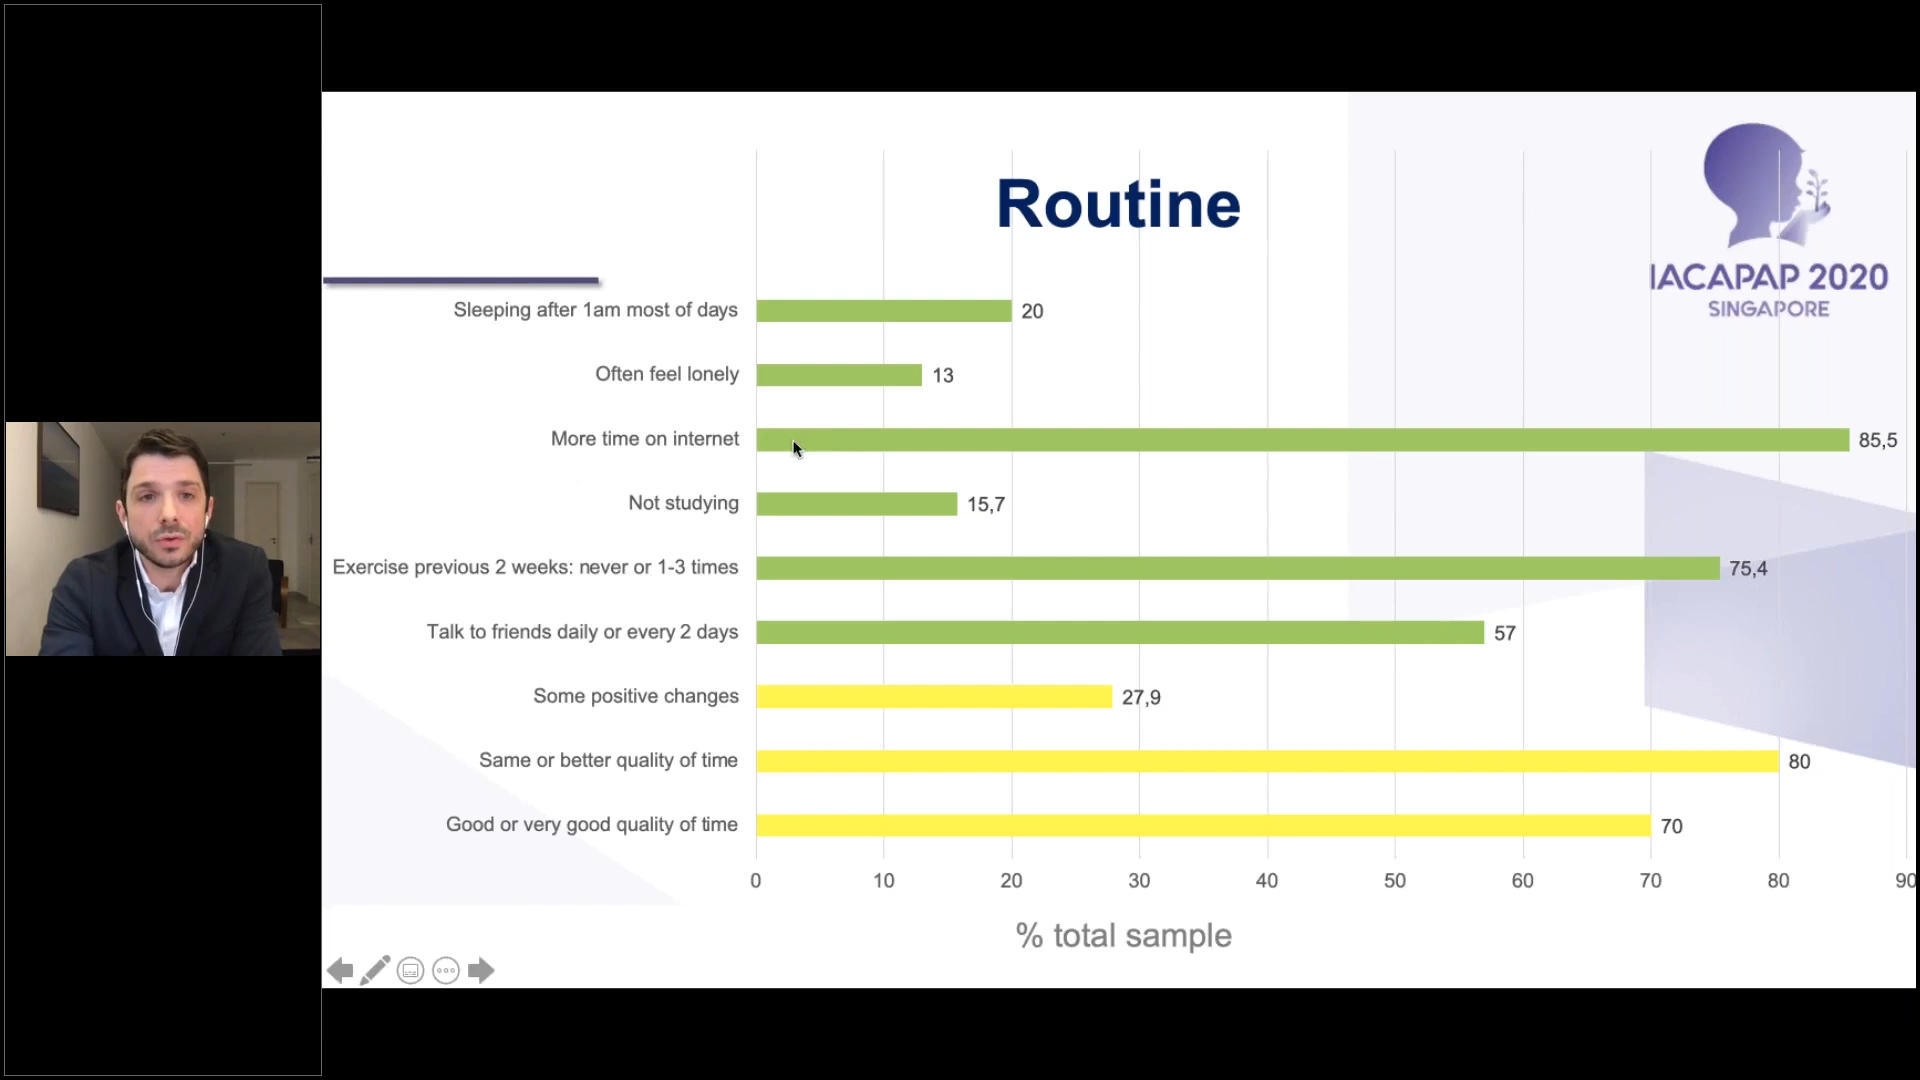 Routine
IACAPAP 2020
SINGAPORE
Sleeping after 1am most of days 20
Often feel lonely 13
More time on internet 85,5
Not studying 15,7
Exercise previous 2 weeks: never or 1-3 times 75,4
Talk to friends daily or every 2 days 57
Some positive changes 27,9
Same or better quality of time 80
Good or very good quality of time 70
0 10 20 30 40 50 60 70 80 90
% total sample